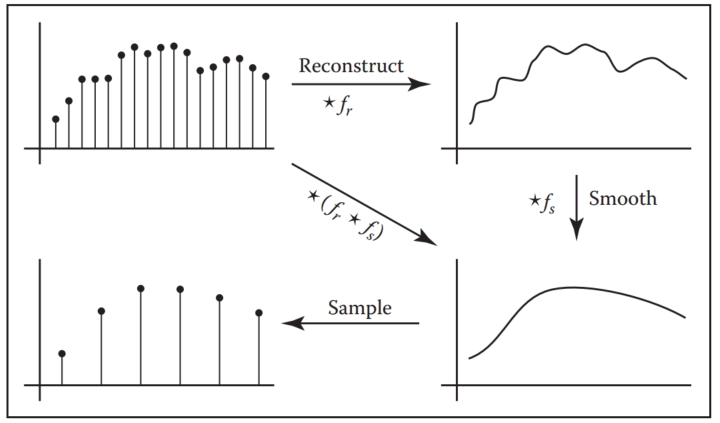 Reconstruct
⋆ f_r
⋆ (f_r ⋆ f_s)
⋆ f_s
Smooth
Sample